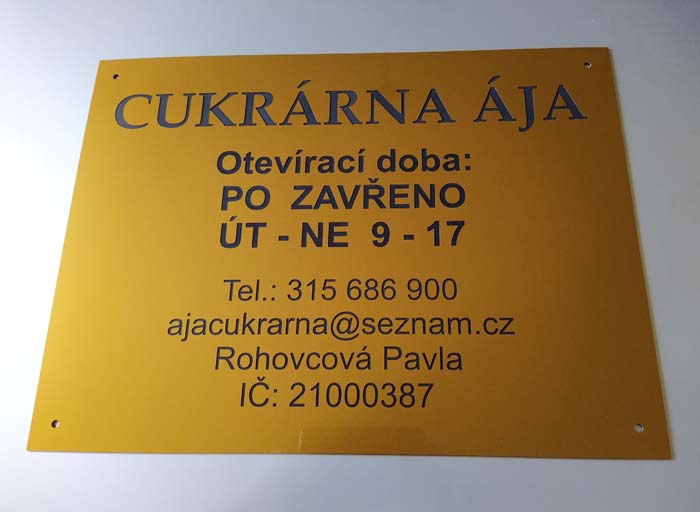 CUKRÁRNA ÁJA
Otevírací doba:
PO ZAVŘENO
ÚT - NE 9 - 17
Tel.: 315 686 900
ajacukrarna@seznam.cz
Rohovcová Pavla
IČ: 21000387